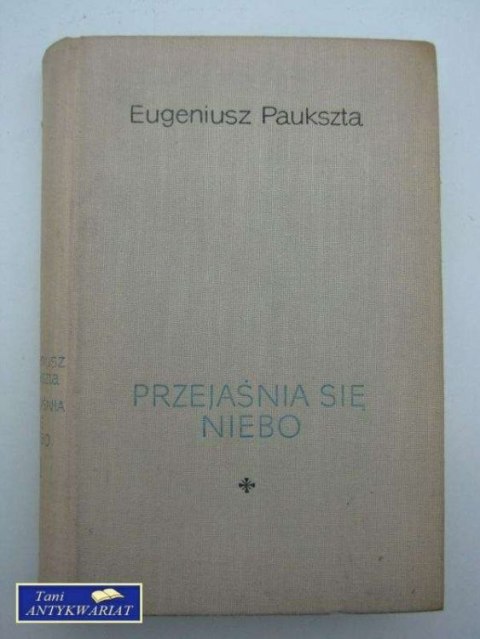 Eugeniusz Paukszta
PRZEJAŚNIA SIĘ
NIEBO
Tani
ANTYKWARIAT